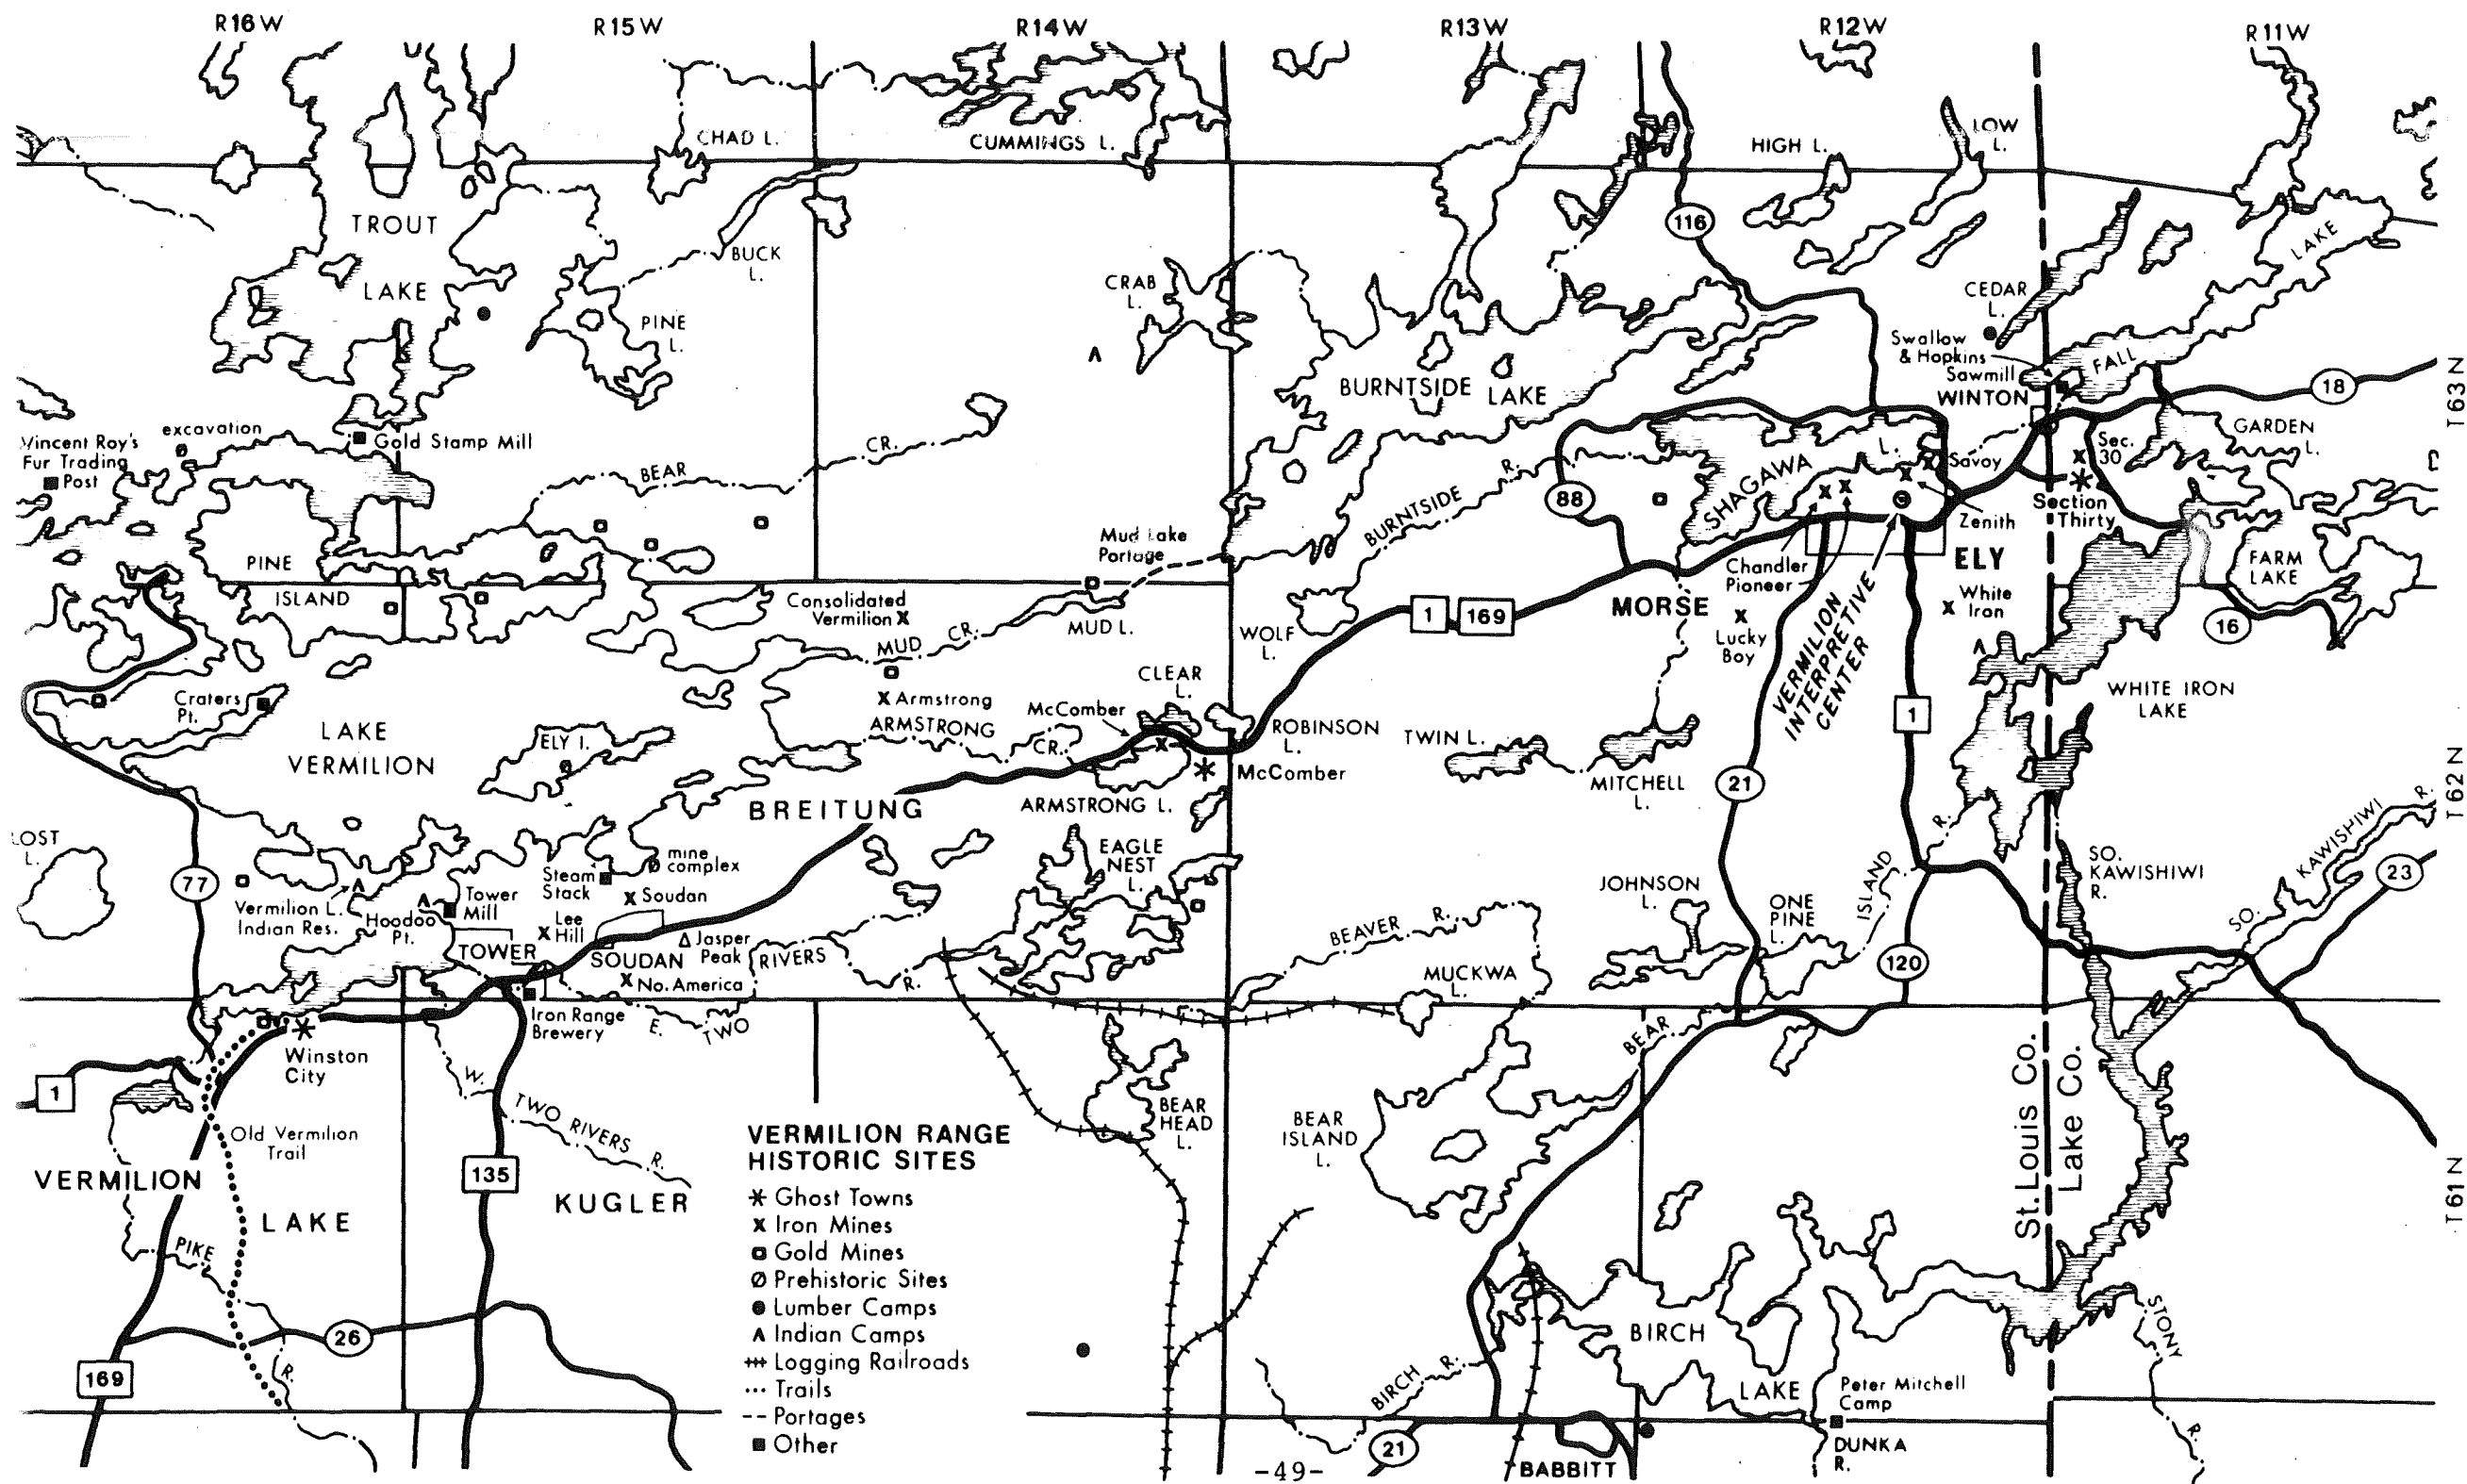 R16W
R15W
R14W
R13W
R12W
R11W
CHAD L.
CUMMINGS L.
HIGH L.
LOW
L.
TROUT
LAKE
BUCK
L.
PINE
L.
CRAB
L.
116
CEDAR
L.
LAKE
FALL
Swallow
& Hopkins
Sawmill
WINTON
BURNTSIDE LAKE
18
T63N
Vincent Roy's
Fur Trading
Post
excavation
Gold Stamp Mill
BEAR
CR.
BURNTSIDE
R.
88
SHAGAWA
L.
Savoy
Sec.
30
GARDEN
L.
Section
Thirty
Zenith
ELY
Mud Lake
Portage
Chandler
Pioneer
FARM
LAKE
PINE
ISLAND
Consolidated
Vermilion
MUD CR.
MUD L.
WOLF
L.
1
169
MORSE
Lucky
Boy
VERMILION
INTERPRETIVE
CENTER
White
Iron
16
Craters
Pt.
LAKE
VERMILION
ELY I.
Armstrong
ARMSTRONG
CR.
McComber
CLEAR
L.
ROBINSON
L.
McComber
TWIN L.
MITCHELL
L.
1
WHITE IRON
LAKE
21
T62N
BREITUNG
ARMSTRONG L.
LOST
L.
77
EAGLE
NEST
L.
mine
complex
Steam
Stack
Soudan
Vermilion L.
Indian Res.
Hoodoo
Pt.
Tower
Mill
Lee
Hill
TOWER
SOUDAN
Jasper
Peak
No. America
RIVERS
R.
BEAVER R.
JOHNSON
L.
ONE
PINE
L.
ISLAND
R.
SO.
KAWISHIWI
R.
SO. KAWISHIWI R.
23
120
MUCKWA
L.
Iron Range
Brewery
E. TWO
Winston
City
1
W.
TWO RIVERS R.
BEAR
BEAR
HEAD
L.
BEAR
ISLAND
L.
Old Vermilion
Trail
VERMILION
LAKE
135
KUGLER
St. Louis Co.
Lake Co.
T61N
PIKE
R.
26
169
VERMILION RANGE
HISTORIC SITES
Ghost Towns
Iron Mines
Gold Mines
Prehistoric Sites
Lumber Camps
Indian Camps
Logging Railroads
Trails
Portages
Other
BIRCH
LAKE
BIRCH R.
STONY
R.
Peter Mitchell
Camp
DUNKA
R.
21
BABBITT
-49-